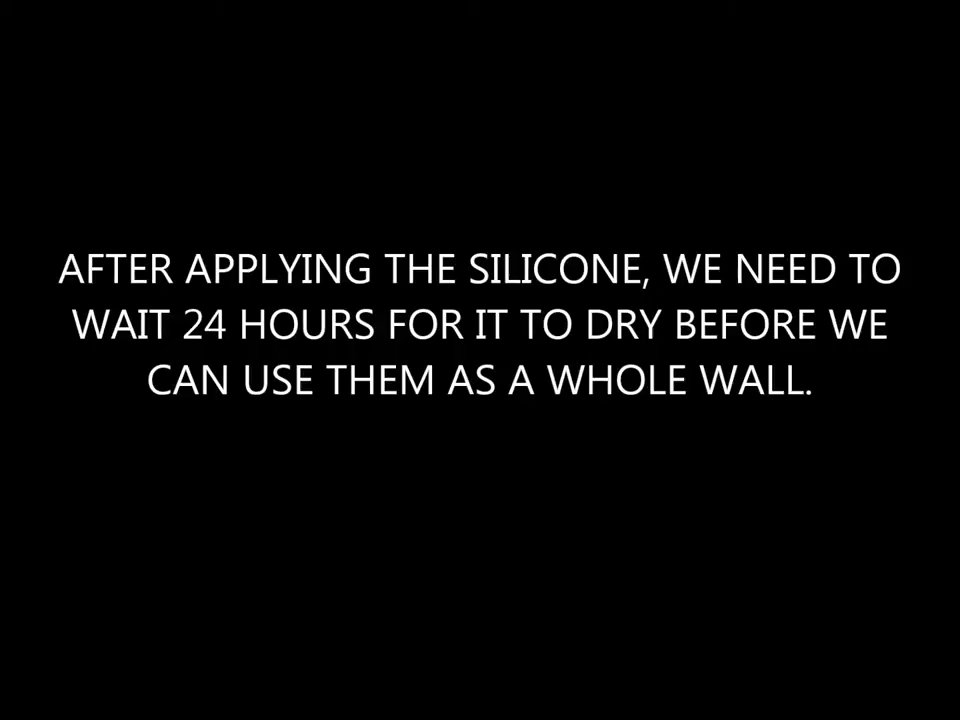 AFTER APPLYING THE SILICONE, WE NEED TO
WAIT 24 HOURS FOR IT TO DRY BEFORE WE
CAN USE THEM AS A WHOLE WALL.